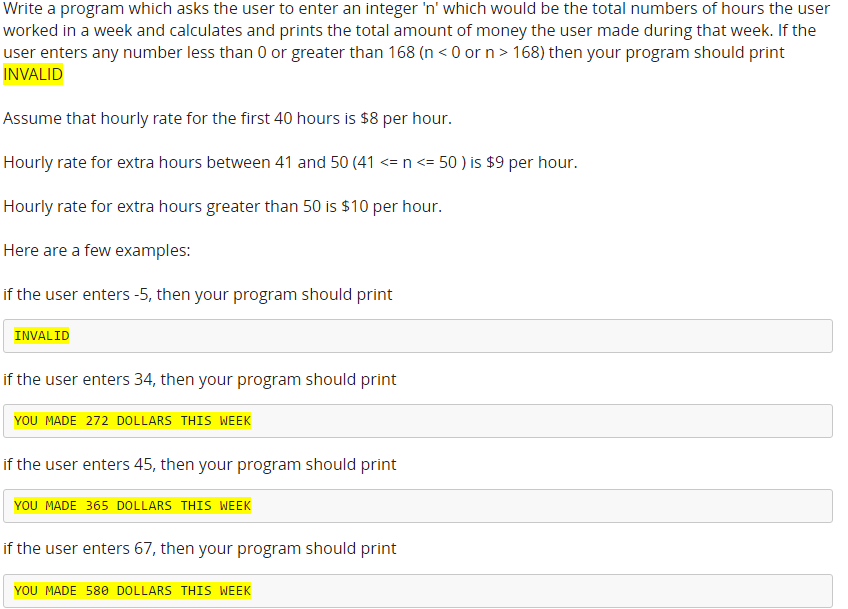 Write a program which asks the user to enter an integer 'n' which would be the total numbers of hours the user
worked in a week and calculates and prints the total amount of money the user made during that week. If the
user enters any number less than 0 or greater than 168 (n < 0 or n > 168) then your program should print
INVALID
Assume that hourly rate for the first 40 hours is $8 per hour.
Hourly rate for extra hours between 41 and 50 (41 <= n <= 50 ) is $9 per hour.
Hourly rate for extra hours greater than 50 is $10 per hour.
Here are a few examples:
if the user enters -5, then your program should print
INVALID
if the user enters 34, then your program should print
YOU MADE 272 DOLLARS THIS WEEK
if the user enters 45, then your program should print
YOU MADE 365 DOLLARS THIS WEEK
if the user enters 67, then your program should print
YOU MADE 580 DOLLARS THIS WEEK